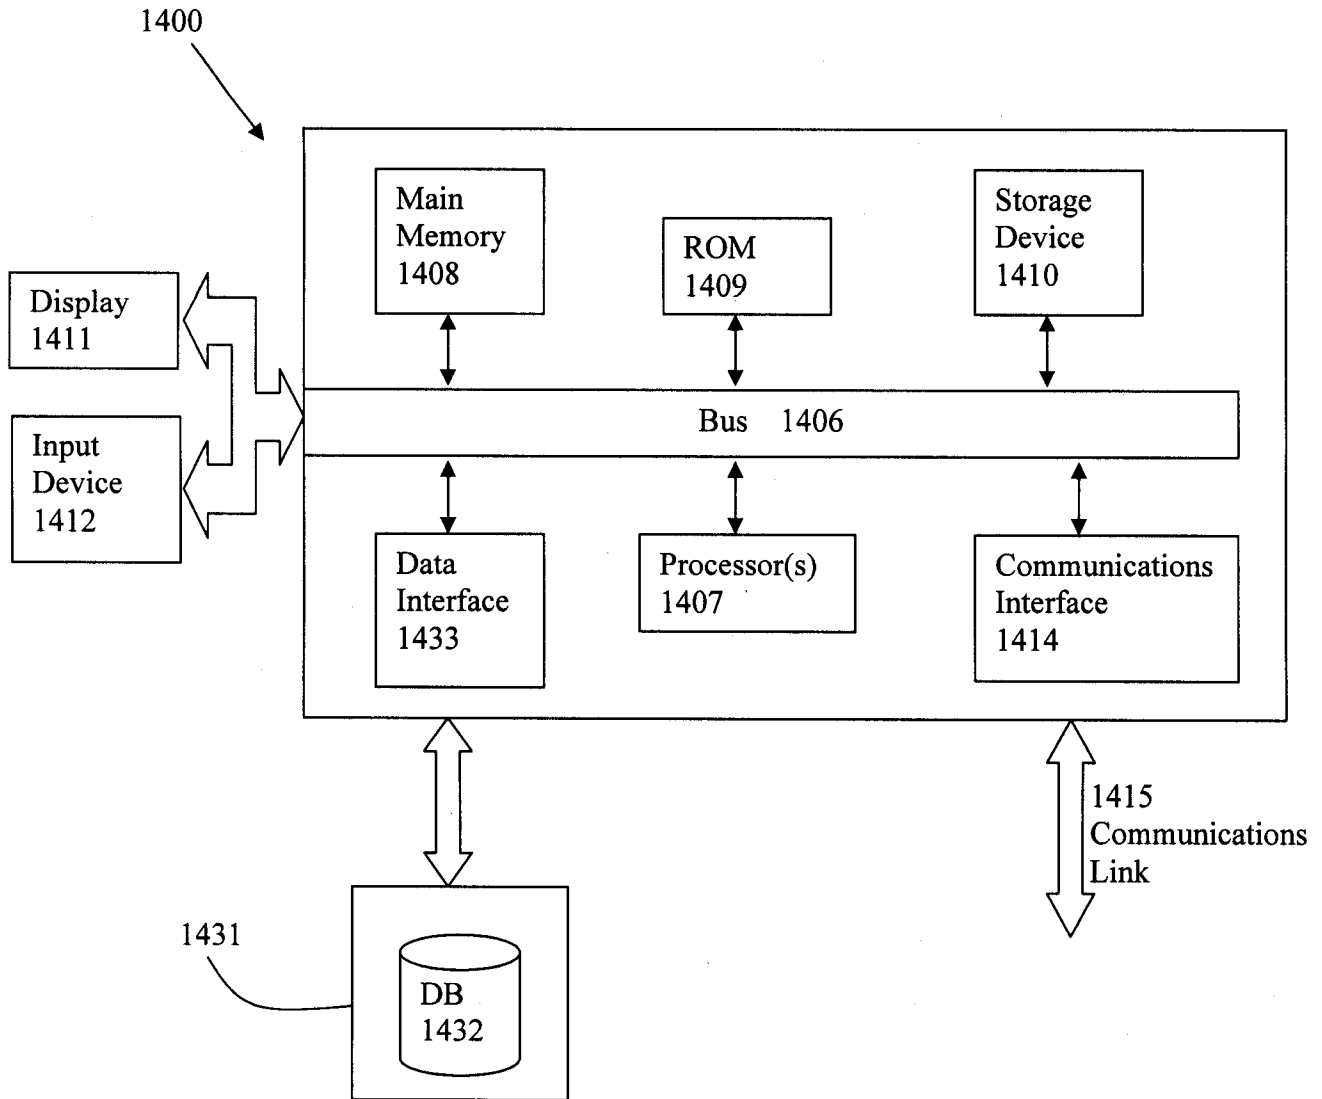 1400
Main
Memory
1408
ROM
1409
Storage
Device
1410
Display
1411
Bus 1406
Input
Device
1412
Data
Interface
1433
Processor(s)
1407
Communications
Interface
1414
1415
Communications
Link
1431
DB
1432